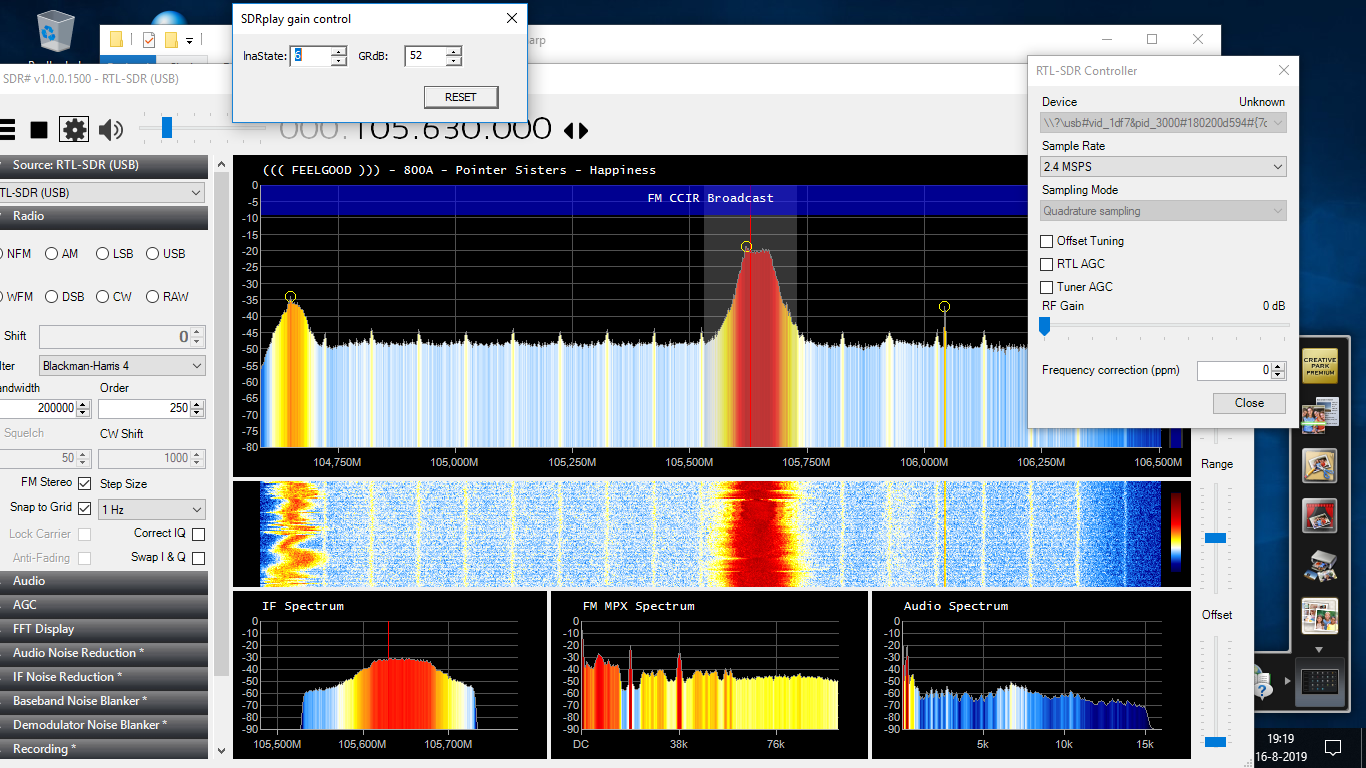 SDRplay gain control
lnaState: 6 GRdB: 52
RESET
arp
SDR# v1.0.0.1500 - RTL-SDR (USB)
000.105.630.000
Source: RTL-SDR (USB)
TL-SDR (USB)
Radio
NFM AM LSB USB
WFM DSB CW RAW
Shift 0
lter Blackman-Harris 4
andwidth Order
200000 250
Squelch CW Shift
50 1000
FM Stereo Step Size
Snap to Grid 1 Hz
Lock Carrier Correct IQ
Anti-Fading Swap I & Q
Audio
AGC
FFT Display
Audio Noise Reduction *
IF Noise Reduction *
Baseband Noise Blanker *
Demodulator Noise Blanker *
Recording *
((( FEELGOOD ))) - 800A - Pointer Sisters - Happiness
FM CCIR Broadcast
0
-5
-10
-15
-20
-25
-30
-35
-40
-45
-50
-55
-60
-65
-70
-75
-80
104,750M 105,000M 105,250M 105,500M 105,750M 106,000M 106,250M 106,500M
IF Spectrum
0
-10
-20
-30
-40
-50
-60
-70
-80
-90
105,500M 105,600M 105,700M
FM MPX Spectrum
0
-10
-20
-30
-40
-50
-60
-70
-80
-90
DC 38k 76k
Audio Spectrum
0
-10
-20
-30
-40
-50
-60
-70
-80
-90
5k 10k 15k
RTL-SDR Controller
Device Unknown
\\?\usb#vid_1df7&pid_3000#180200d594#{7c
Sample Rate
2.4 MSPS
Sampling Mode
Quadrature sampling
Offset Tuning
RTL AGC
Tuner AGC
RF Gain 0 dB
Frequency correction (ppm) 0
Close
Range
Offset
CREATIVE
PARK
PREMIUM
19:19
16-8-2019